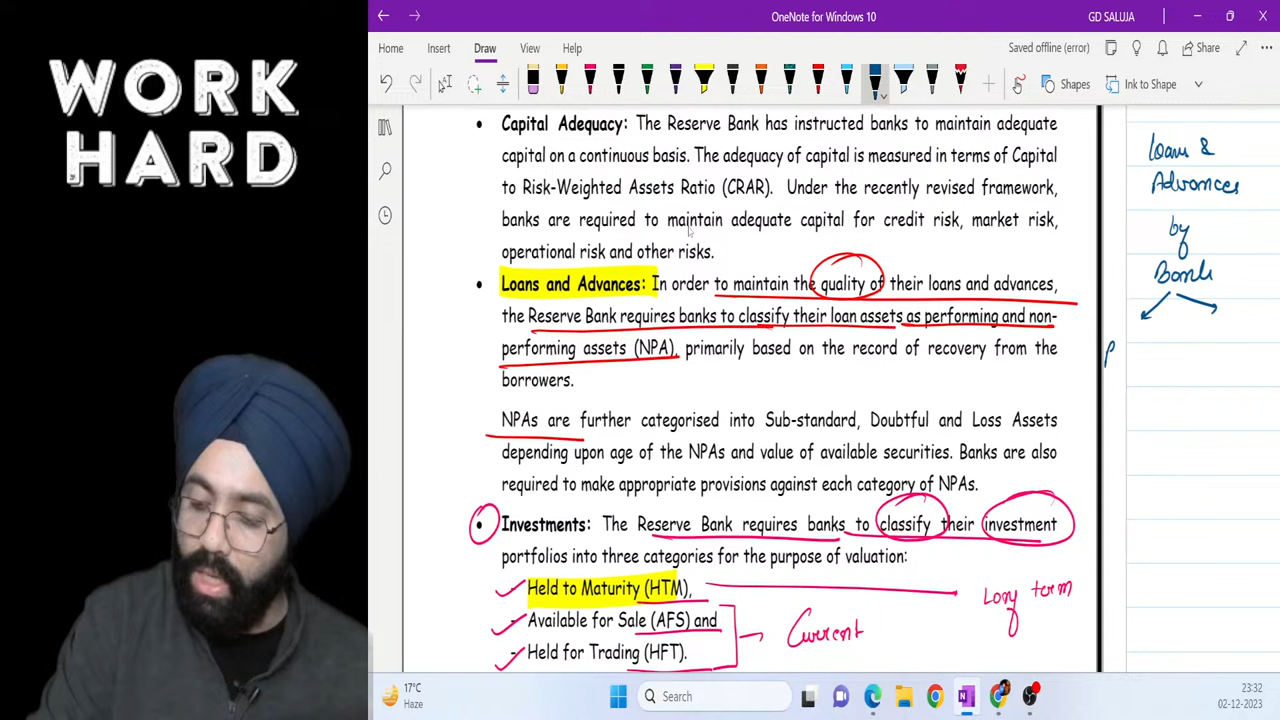 WORK
HARD
OneNote for Windows 10
GD SALUJA
Home
Insert
Draw
View
Help
Saved offline (error)
Share
Shapes
Ink to Shape
• Capital Adequacy: The Reserve Bank has instructed banks to maintain adequate
capital on a continuous basis. The adequacy of capital is measured in terms of Capital
to Risk-Weighted Assets Ratio (CRAR). Under the recently revised framework,
banks are required to maintain adequate capital for credit risk, market risk,
operational risk and other risks.
• Loans and Advances: In order to maintain the quality of their loans and advances,
the Reserve Bank requires banks to classify their loan assets as performing and non-
performing assets (NPA), primarily based on the record of recovery from the
borrowers.
NPAs are further categorised into Sub-standard, Doubtful and Loss Assets
depending upon age of the NPAs and value of available securities. Banks are also
required to make appropriate provisions against each category of NPAs.
• Investments: The Reserve Bank requires banks to classify their investment
portfolios into three categories for the purpose of valuation:
Held to Maturity (HTM),
- Available for Sale (AFS) and
- Held for Trading (HFT).
Long term
Current
Loans &
Advances
by
Bank
P
17°C
Haze
Search
23:32
02-12-2023